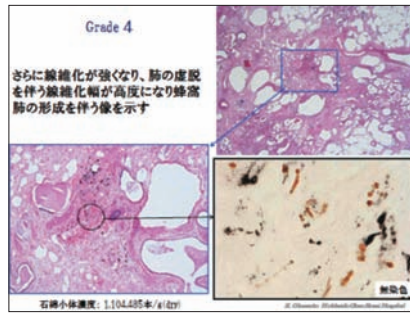 Grade 4
さらに線維化が強くなり、肺の虚脱
を伴う線維化幅が高度になり蜂窩
肺の形成を伴う像を示す
無染色
石綿小体濃度: 1,104,485本/g(dry)